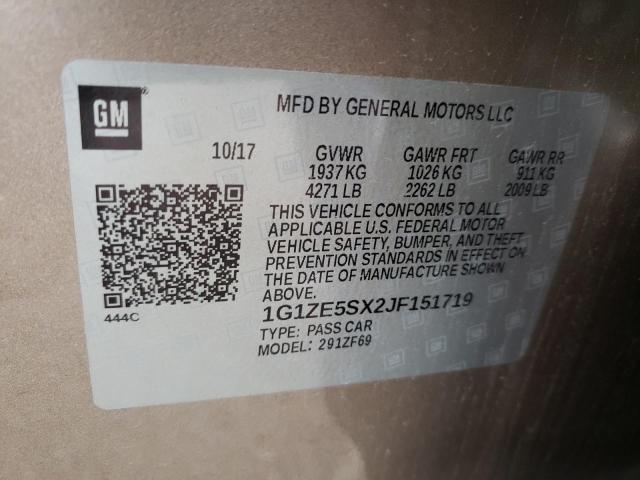 GM
MFD BY GENERAL MOTORS LLC
10/17 GVWR GAWR FRT GAWR RR
1937 KG 1026 KG 911 KG
4271 LB 2262 LB 2009 LB
THIS VEHICLE CONFORMS TO ALL
APPLICABLE U.S. FEDERAL MOTOR
VEHICLE SAFETY, BUMPER, AND THEFT
PREVENTION STANDARDS IN EFFECT ON
THE DATE OF MANUFACTURE SHOWN
ABOVE.
444C
1G1ZE5SX2JF151719
TYPE: PASS CAR
MODEL: 291ZF69